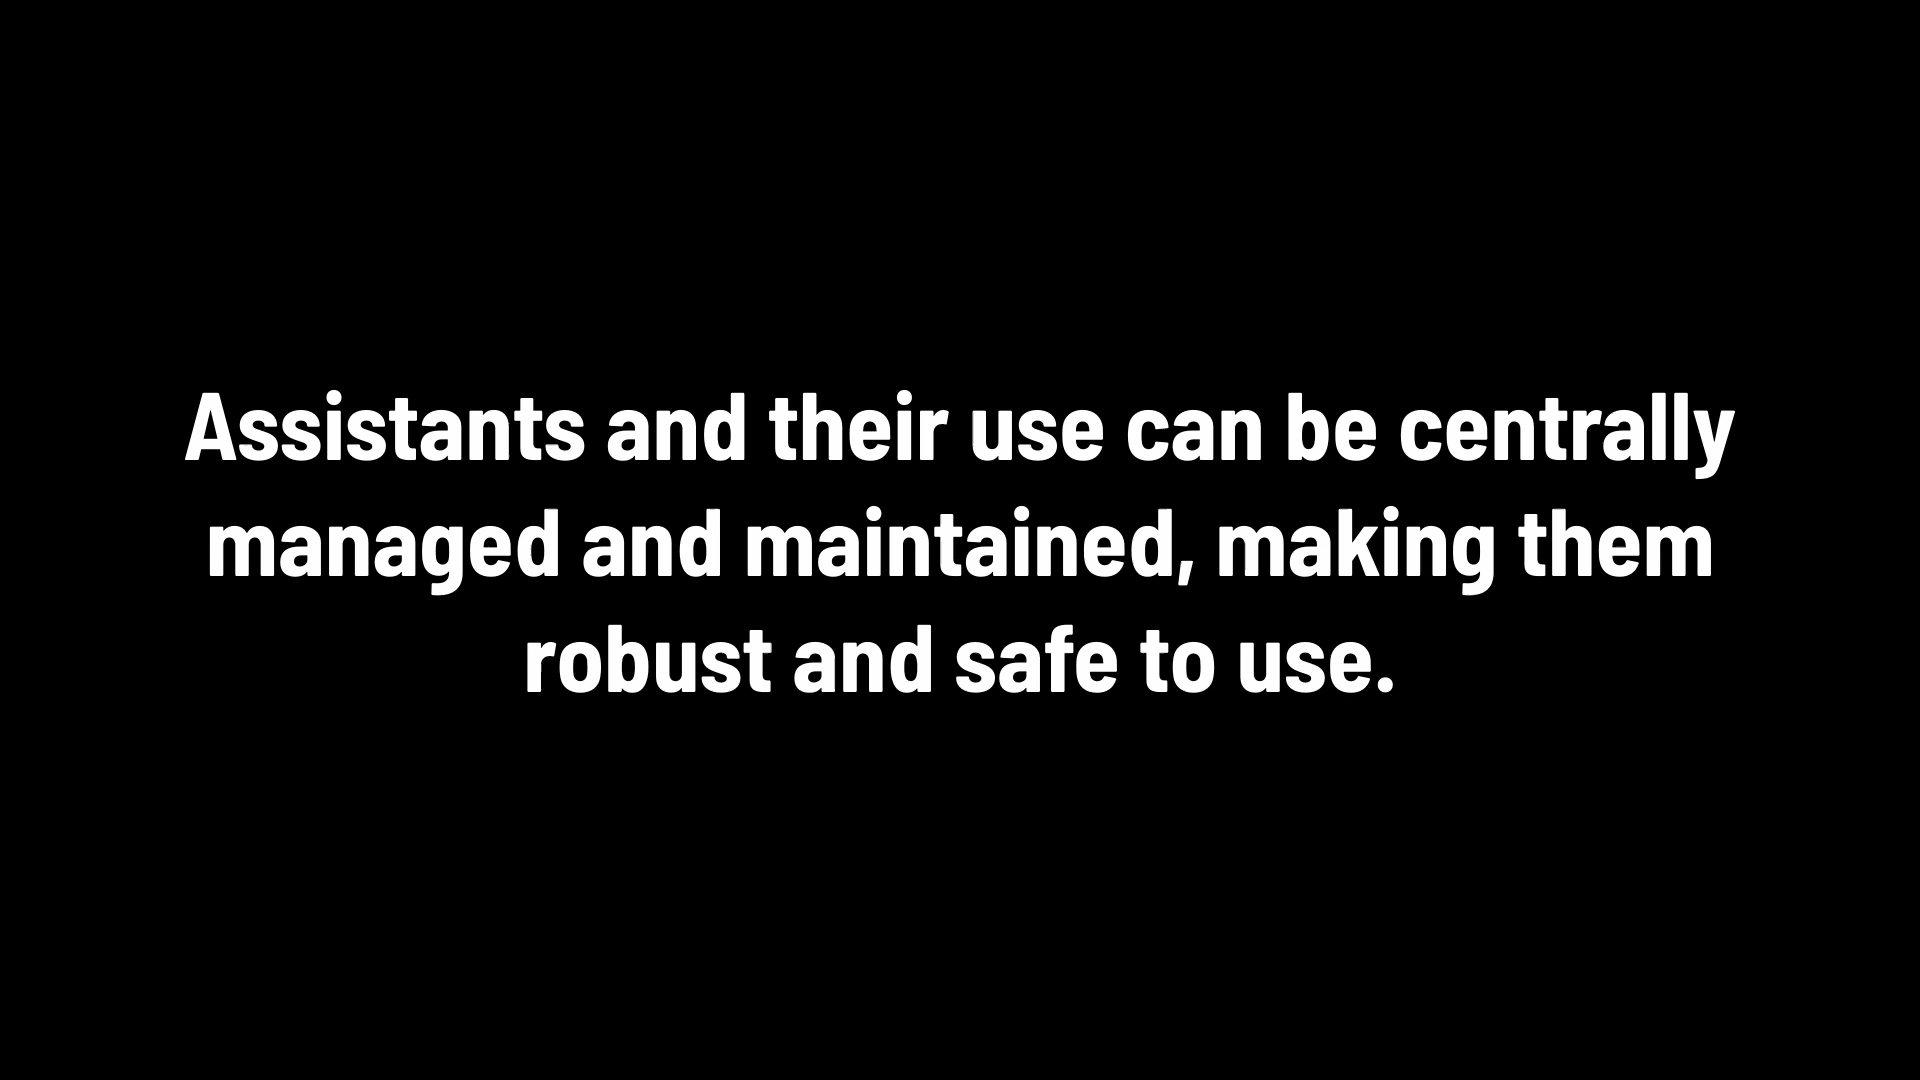 Assistants and their use can be centrally
managed and maintained, making them
robust and safe to use.